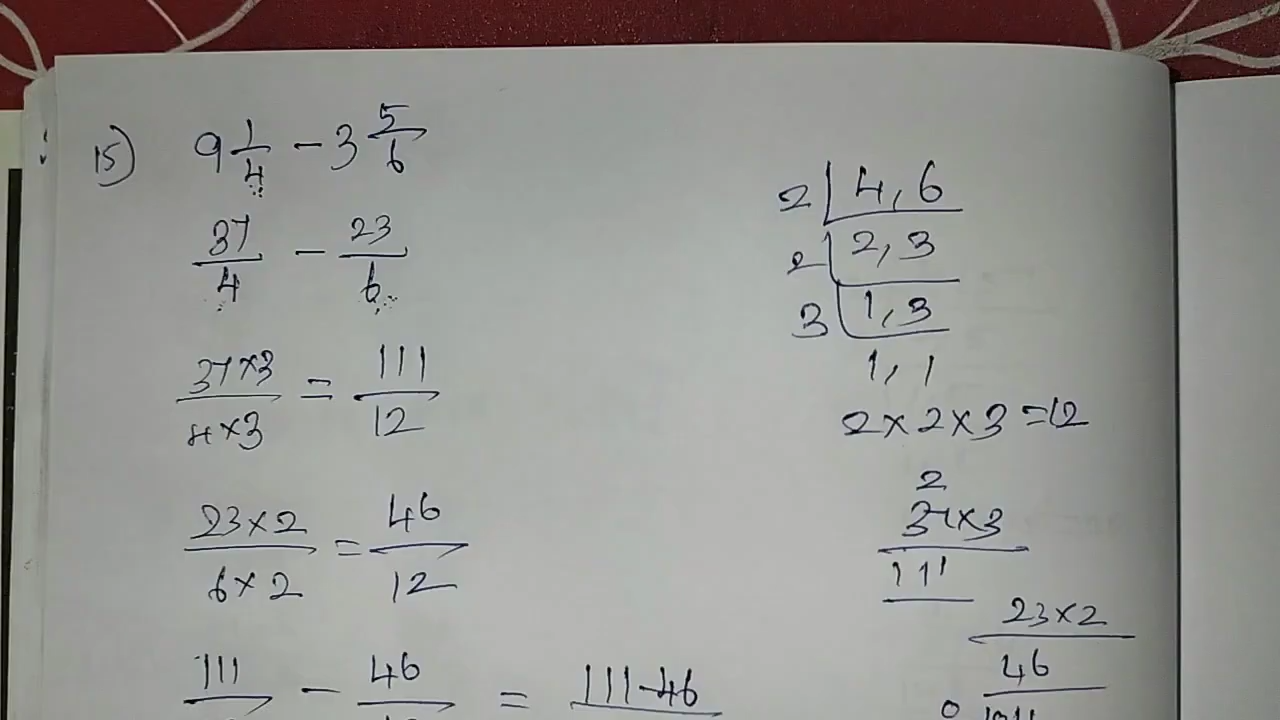 15) 9 1/4 - 3 5/6
37/4 - 23/6
37×3/4×3 = 111/12
23×2/6×2 = 46/12
111 - 46 = 111-46
2 | 4, 6
2 | 2, 3
3 | 1, 3
1, 1
2×2×3=12
2
37×3
111
23×2
46